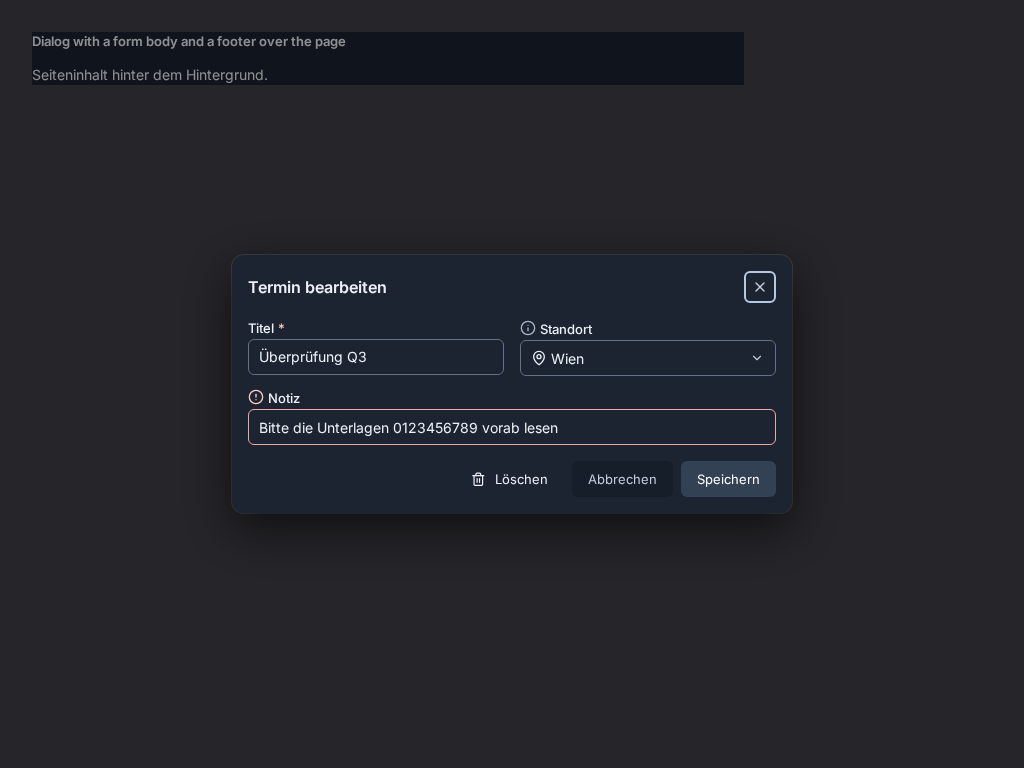 Dialog with a form body and a footer over the page
Seiteninhalt hinter dem Hintergrund.
Termin bearbeiten
Titel *
Standort
Überprüfung Q3
Wien
Notiz
Bitte die Unterlagen 0123456789 vorab lesen
Löschen
Abbrechen
Speichern